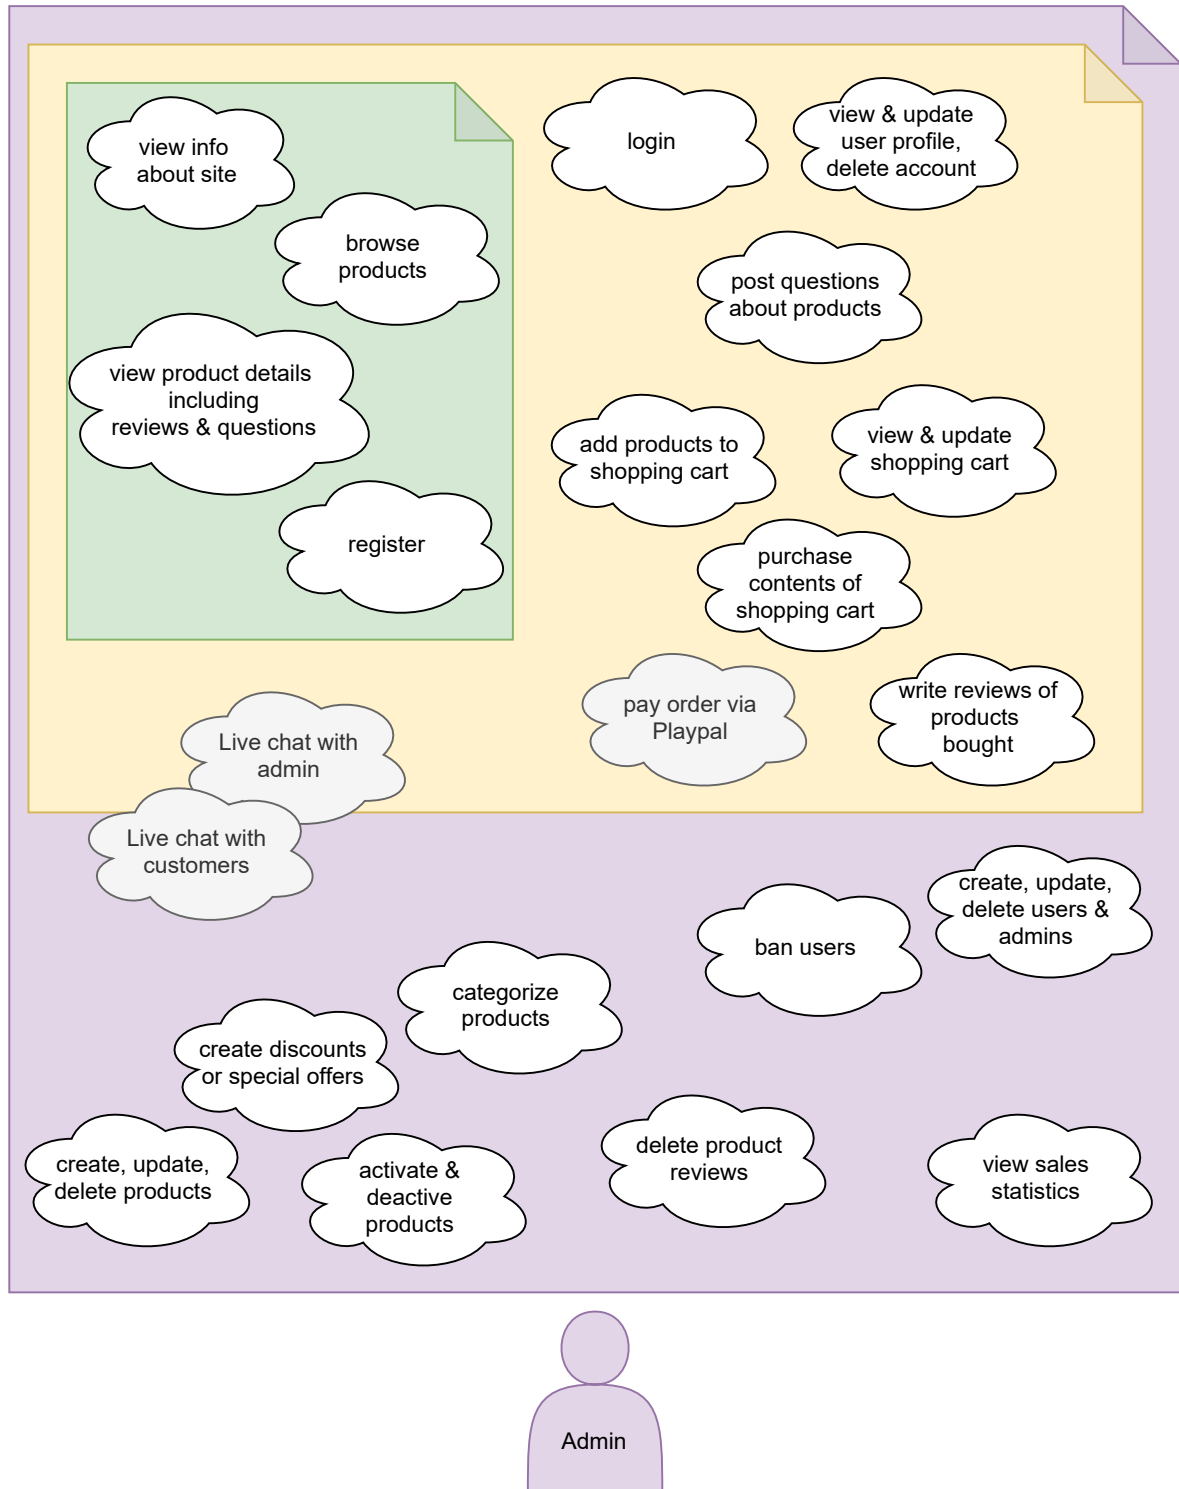 view info
about site
browse
products
view product details
including
reviews & questions
register
login
view & update
user profile,
delete account
post questions
about products
add products to
shopping cart
view & update
shopping cart
purchase
contents of
shopping cart
pay order via
Playpal
write reviews of
products
bought
Live chat with
admin
Live chat with
customers
create, update,
delete users &
admins
ban users
categorize
products
create discounts
or special offers
create, update,
delete products
activate &
deactive
products
delete product
reviews
view sales
statistics
Admin